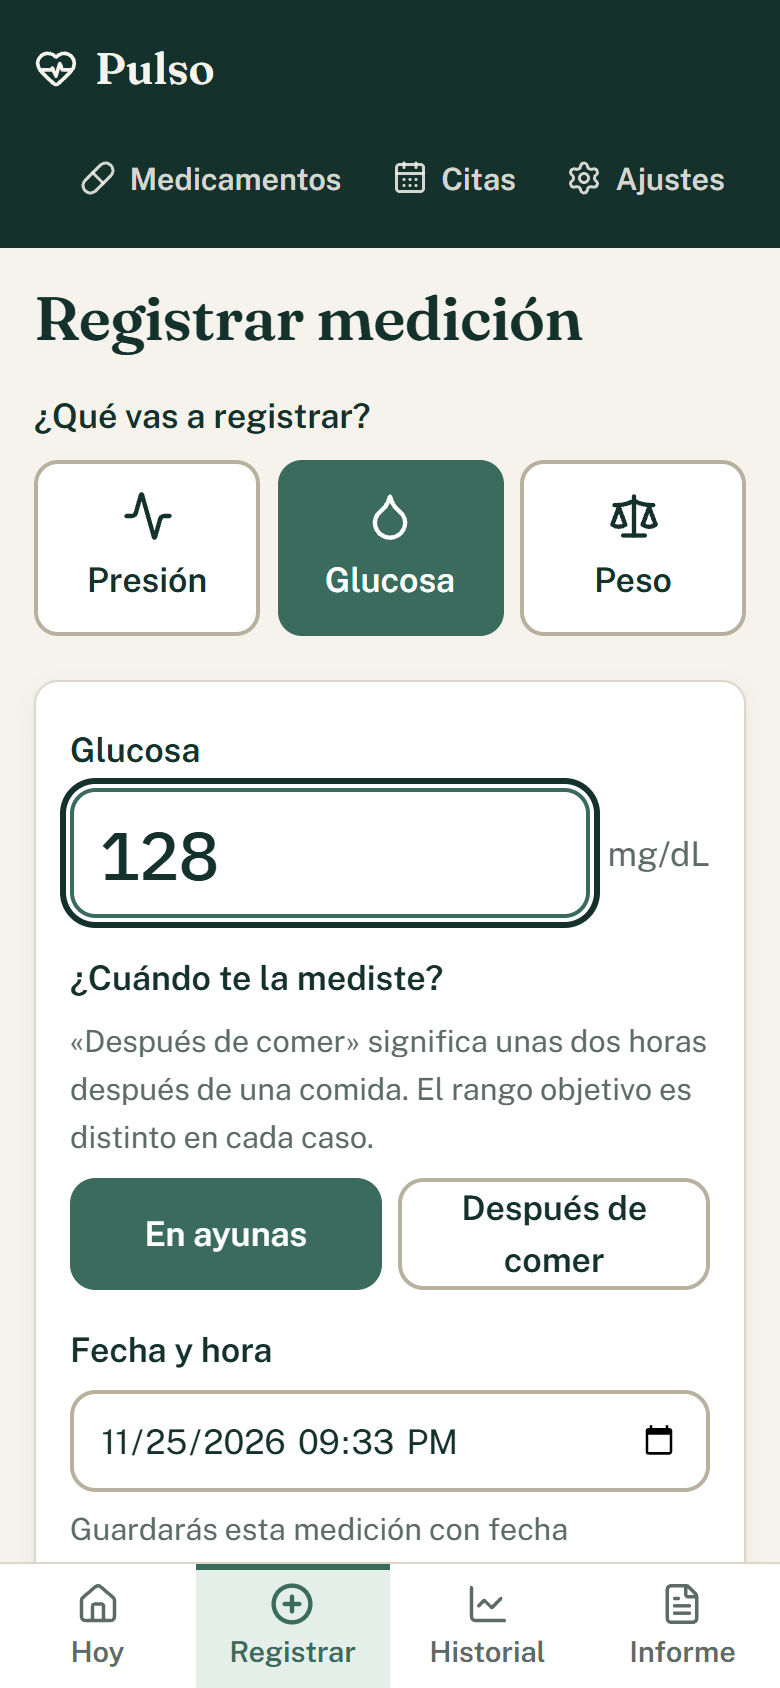 Pulso
Medicamentos
Citas
Ajustes
Registrar medición
¿Qué vas a registrar?
Presión
Glucosa
Peso
Glucosa
128
mg/dL
¿Cuándo te la mediste?
«Después de comer» significa unas dos horas
después de una comida. El rango objetivo es
distinto en cada caso.
En ayunas
Después de
comer
Fecha y hora
11/25/2026 09:33 PM
Guardarás esta medición con fecha
Hoy
Registrar
Historial
Informe